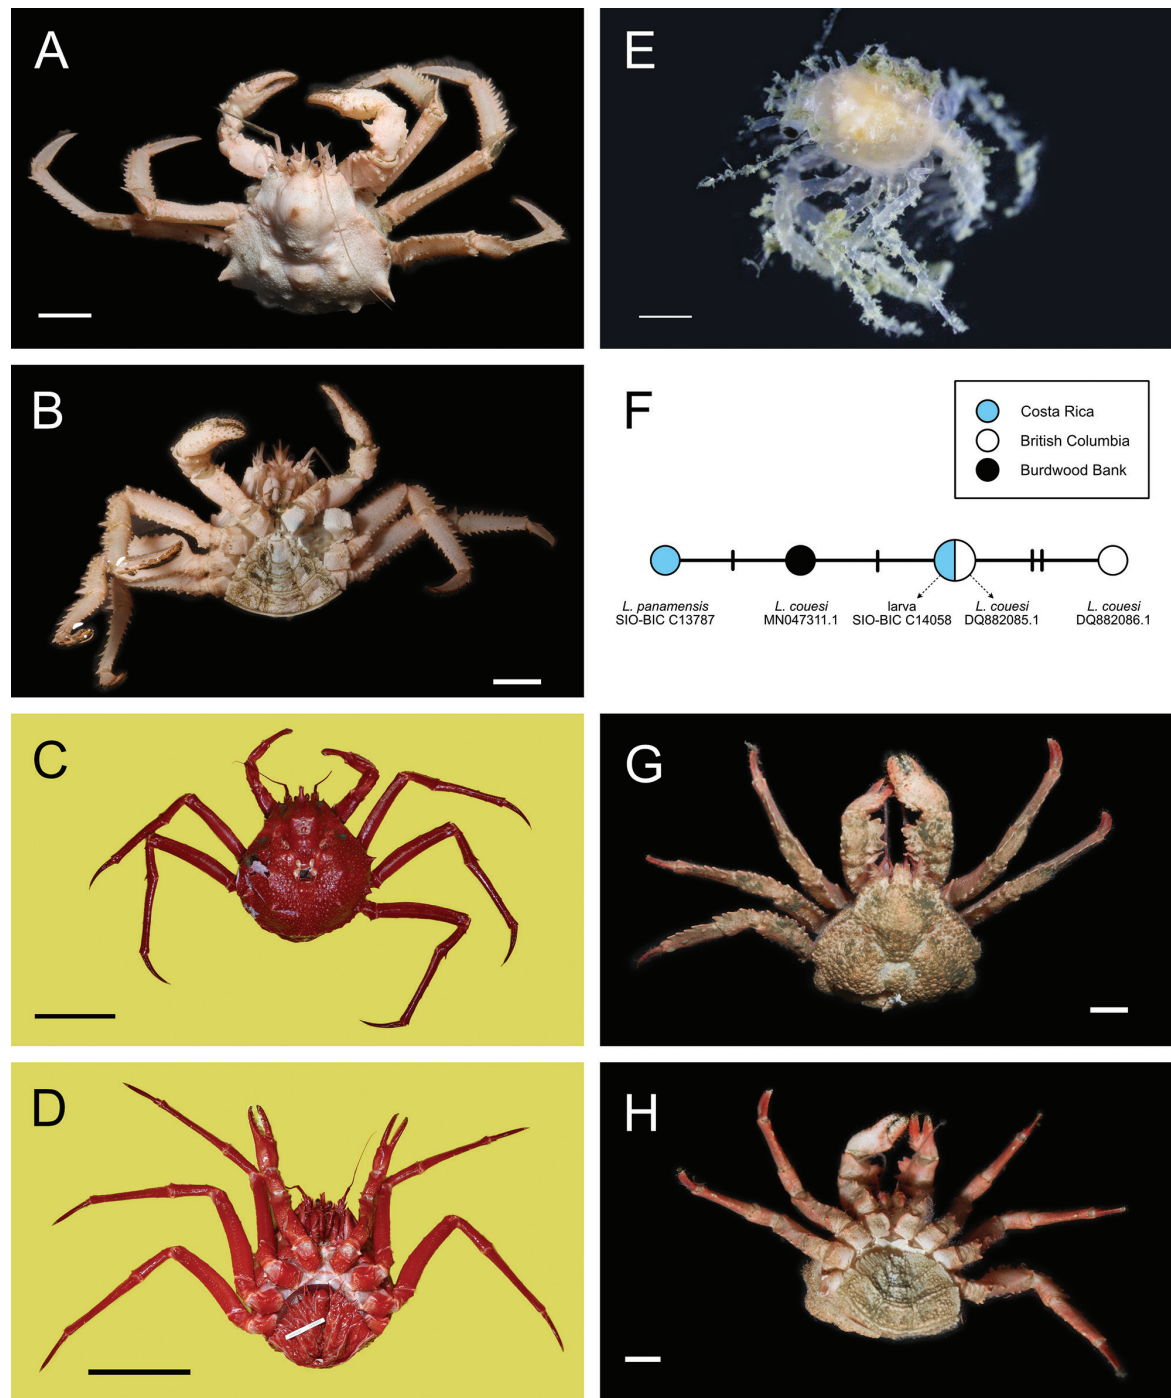 A
E
B
F
Costa Rica
British Columbia
Burdwood Bank
L. panamensis
SIO-BIC C13787
L. couesi
MN047311.1
larva
SIO-BIC C14058
L. couesi
DQ882085.1
L. couesi
DQ882086.1
C
G
D
H